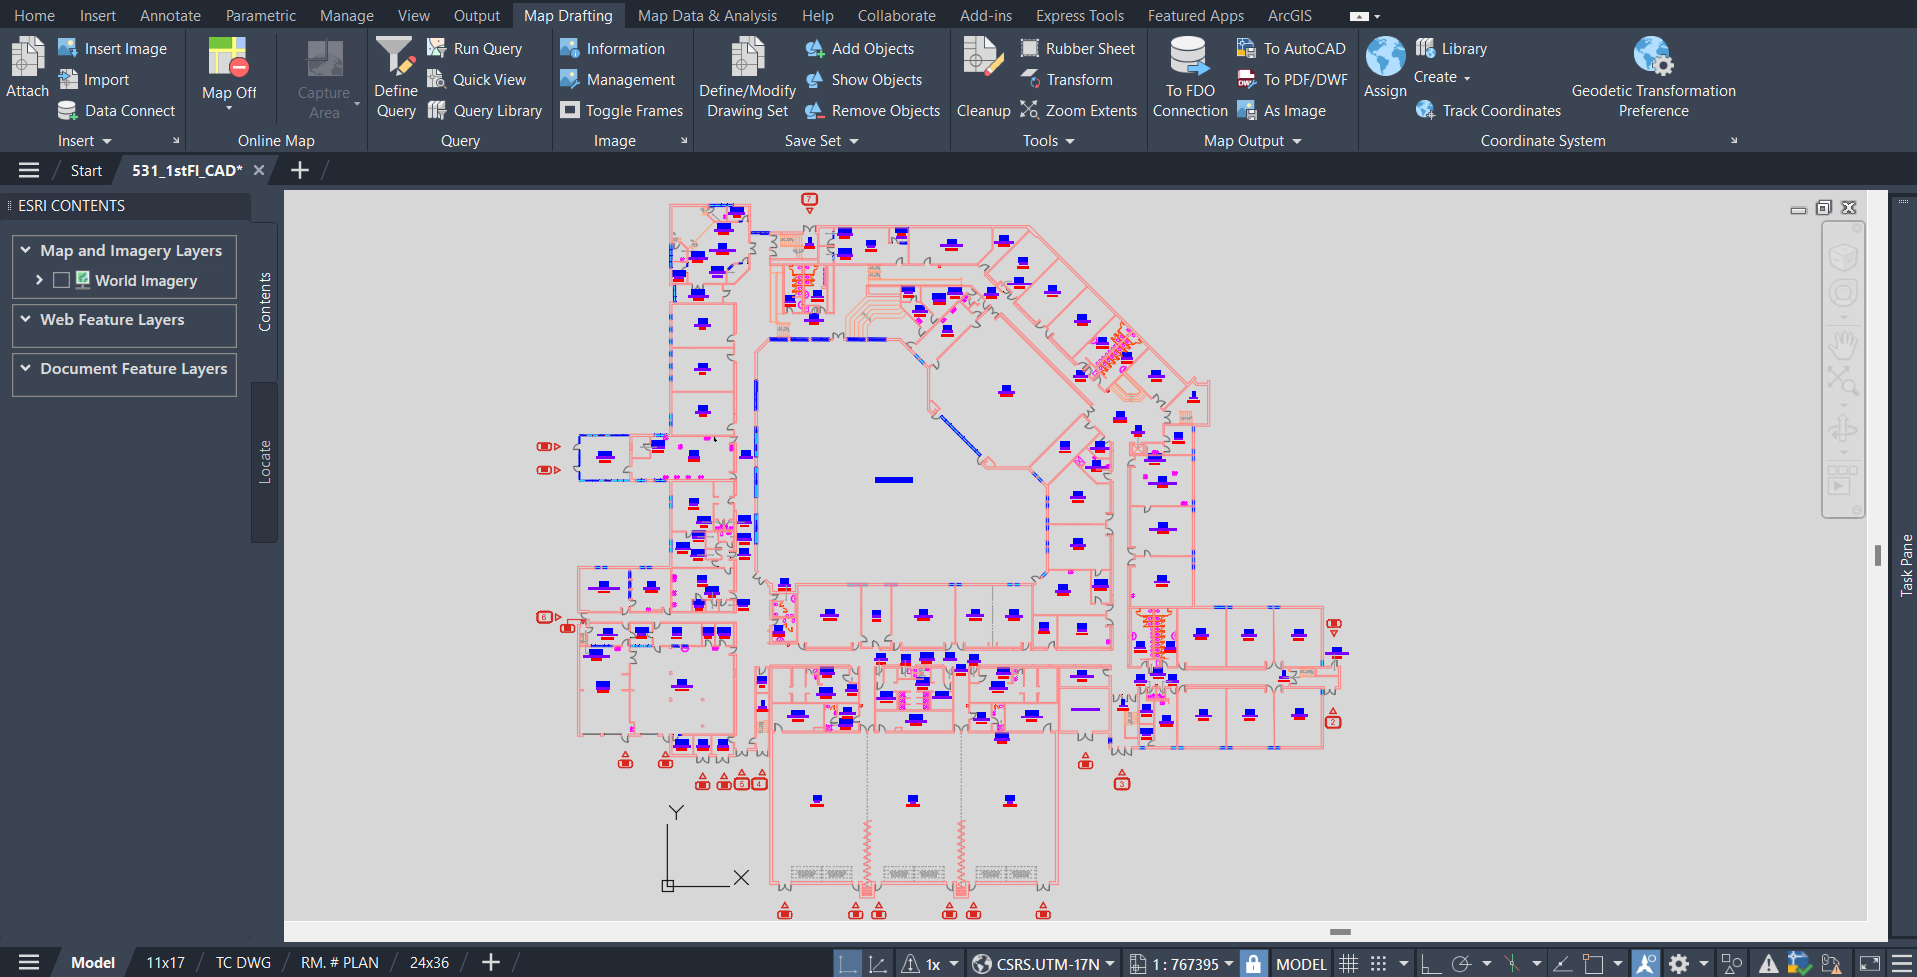 Home Insert Annotate Parametric Manage View Output Map Drafting Map Data & Analysis Help Collaborate Add-ins Express Tools Featured Apps ArcGIS
Attach
Insert Image
Import
Data Connect
Insert
Map Off
Capture Area
Online Map
Define Query
Run Query
Quick View
Query Library
Query
Information
Management
Toggle Frames
Image
Define/Modify Drawing Set
Add Objects
Show Objects
Remove Objects
Save Set
Cleanup
Rubber Sheet
Transform
Zoom Extents
Tools
To FDO Connection
To AutoCAD
To PDF/DWF
As Image
Map Output
Assign
Library
Create
Track Coordinates
Geodetic Transformation Preference
Coordinate System
Start
531_1stFl_CAD*
ESRI CONTENTS
Map and Imagery Layers
World Imagery
Web Feature Layers
Document Feature Layers
Contents
Locate
Task Pane
7
6
5
4
3
2
Y
X
Model 11x17 TC DWG RM. # PLAN 24x36
1x CSRS.UTM-17N 1 : 767395 MODEL